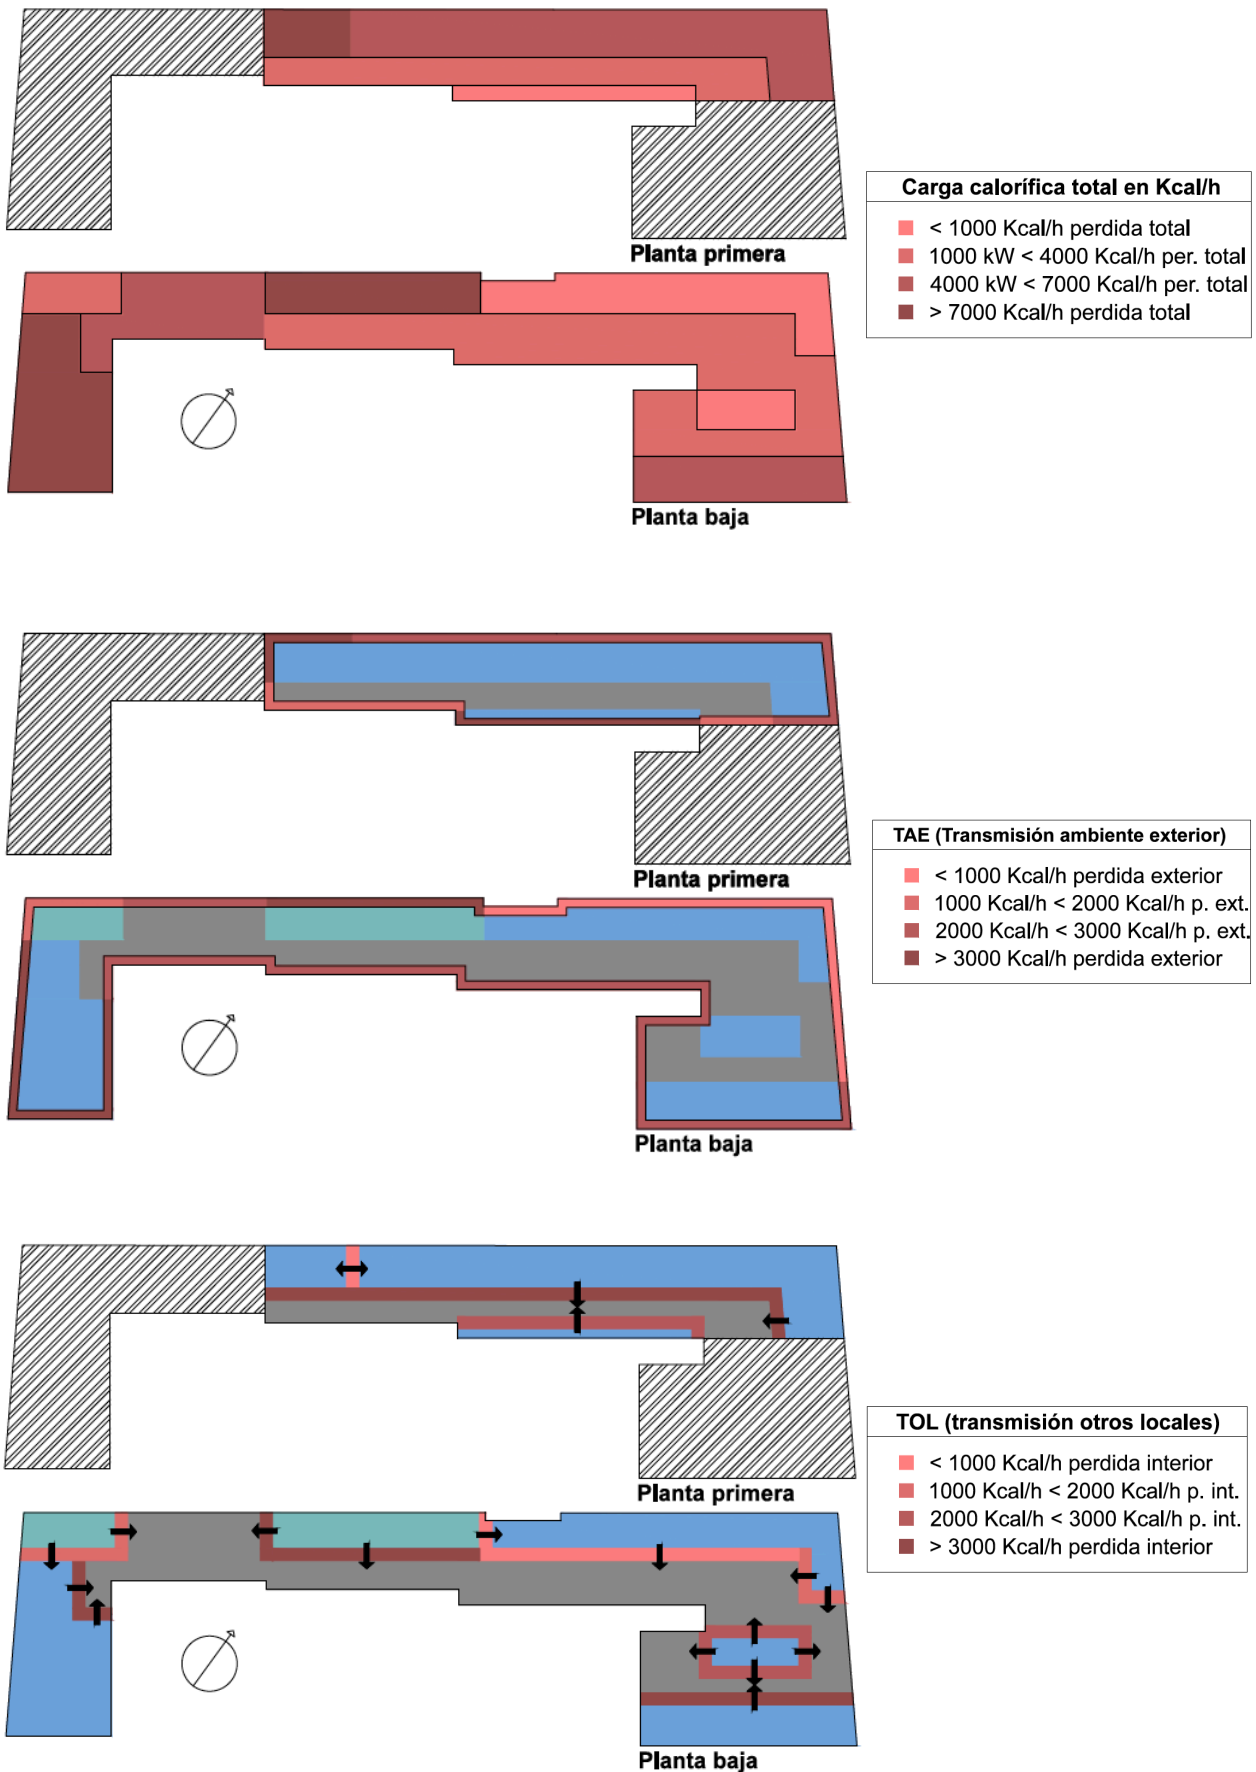 Planta primera
Carga calorífica total en Kcal/h
< 1000 Kcal/h perdida total
1000 kW < 4000 Kcal/h per. total
4000 kW < 7000 Kcal/h per. total
> 7000 Kcal/h perdida total
Planta baja
Planta primera
TAE (Transmisión ambiente exterior)
< 1000 Kcal/h perdida exterior
1000 Kcal/h < 2000 Kcal/h p. ext.
2000 Kcal/h < 3000 Kcal/h p. ext.
> 3000 Kcal/h perdida exterior
Planta baja
TOL (transmisión otros locales)
< 1000 Kcal/h perdida interior
Planta primera
1000 Kcal/h < 2000 Kcal/h p. int.
2000 Kcal/h < 3000 Kcal/h p. int.
> 3000 Kcal/h perdida interior
Planta baja